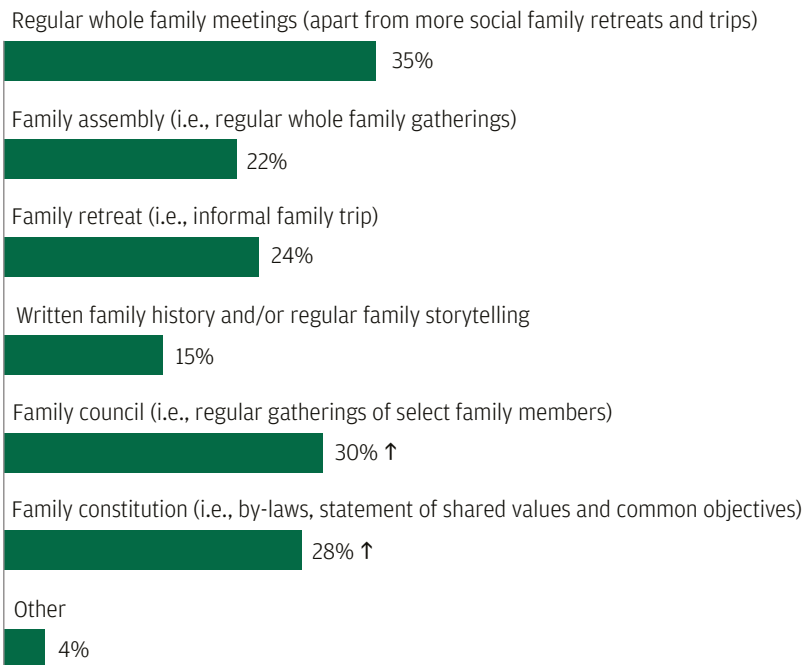 Regular whole family meetings (apart from more social family retreats and trips)
35%
Family assembly (i.e., regular whole family gatherings)
22%
Family retreat (i.e., informal family trip)
24%
Written family history and/or regular family storytelling
15%
Family council (i.e., regular gatherings of select family members)
30% ↑
Family constitution (i.e., by-laws, statement of shared values and common objectives)
28% ↑
Other
4%